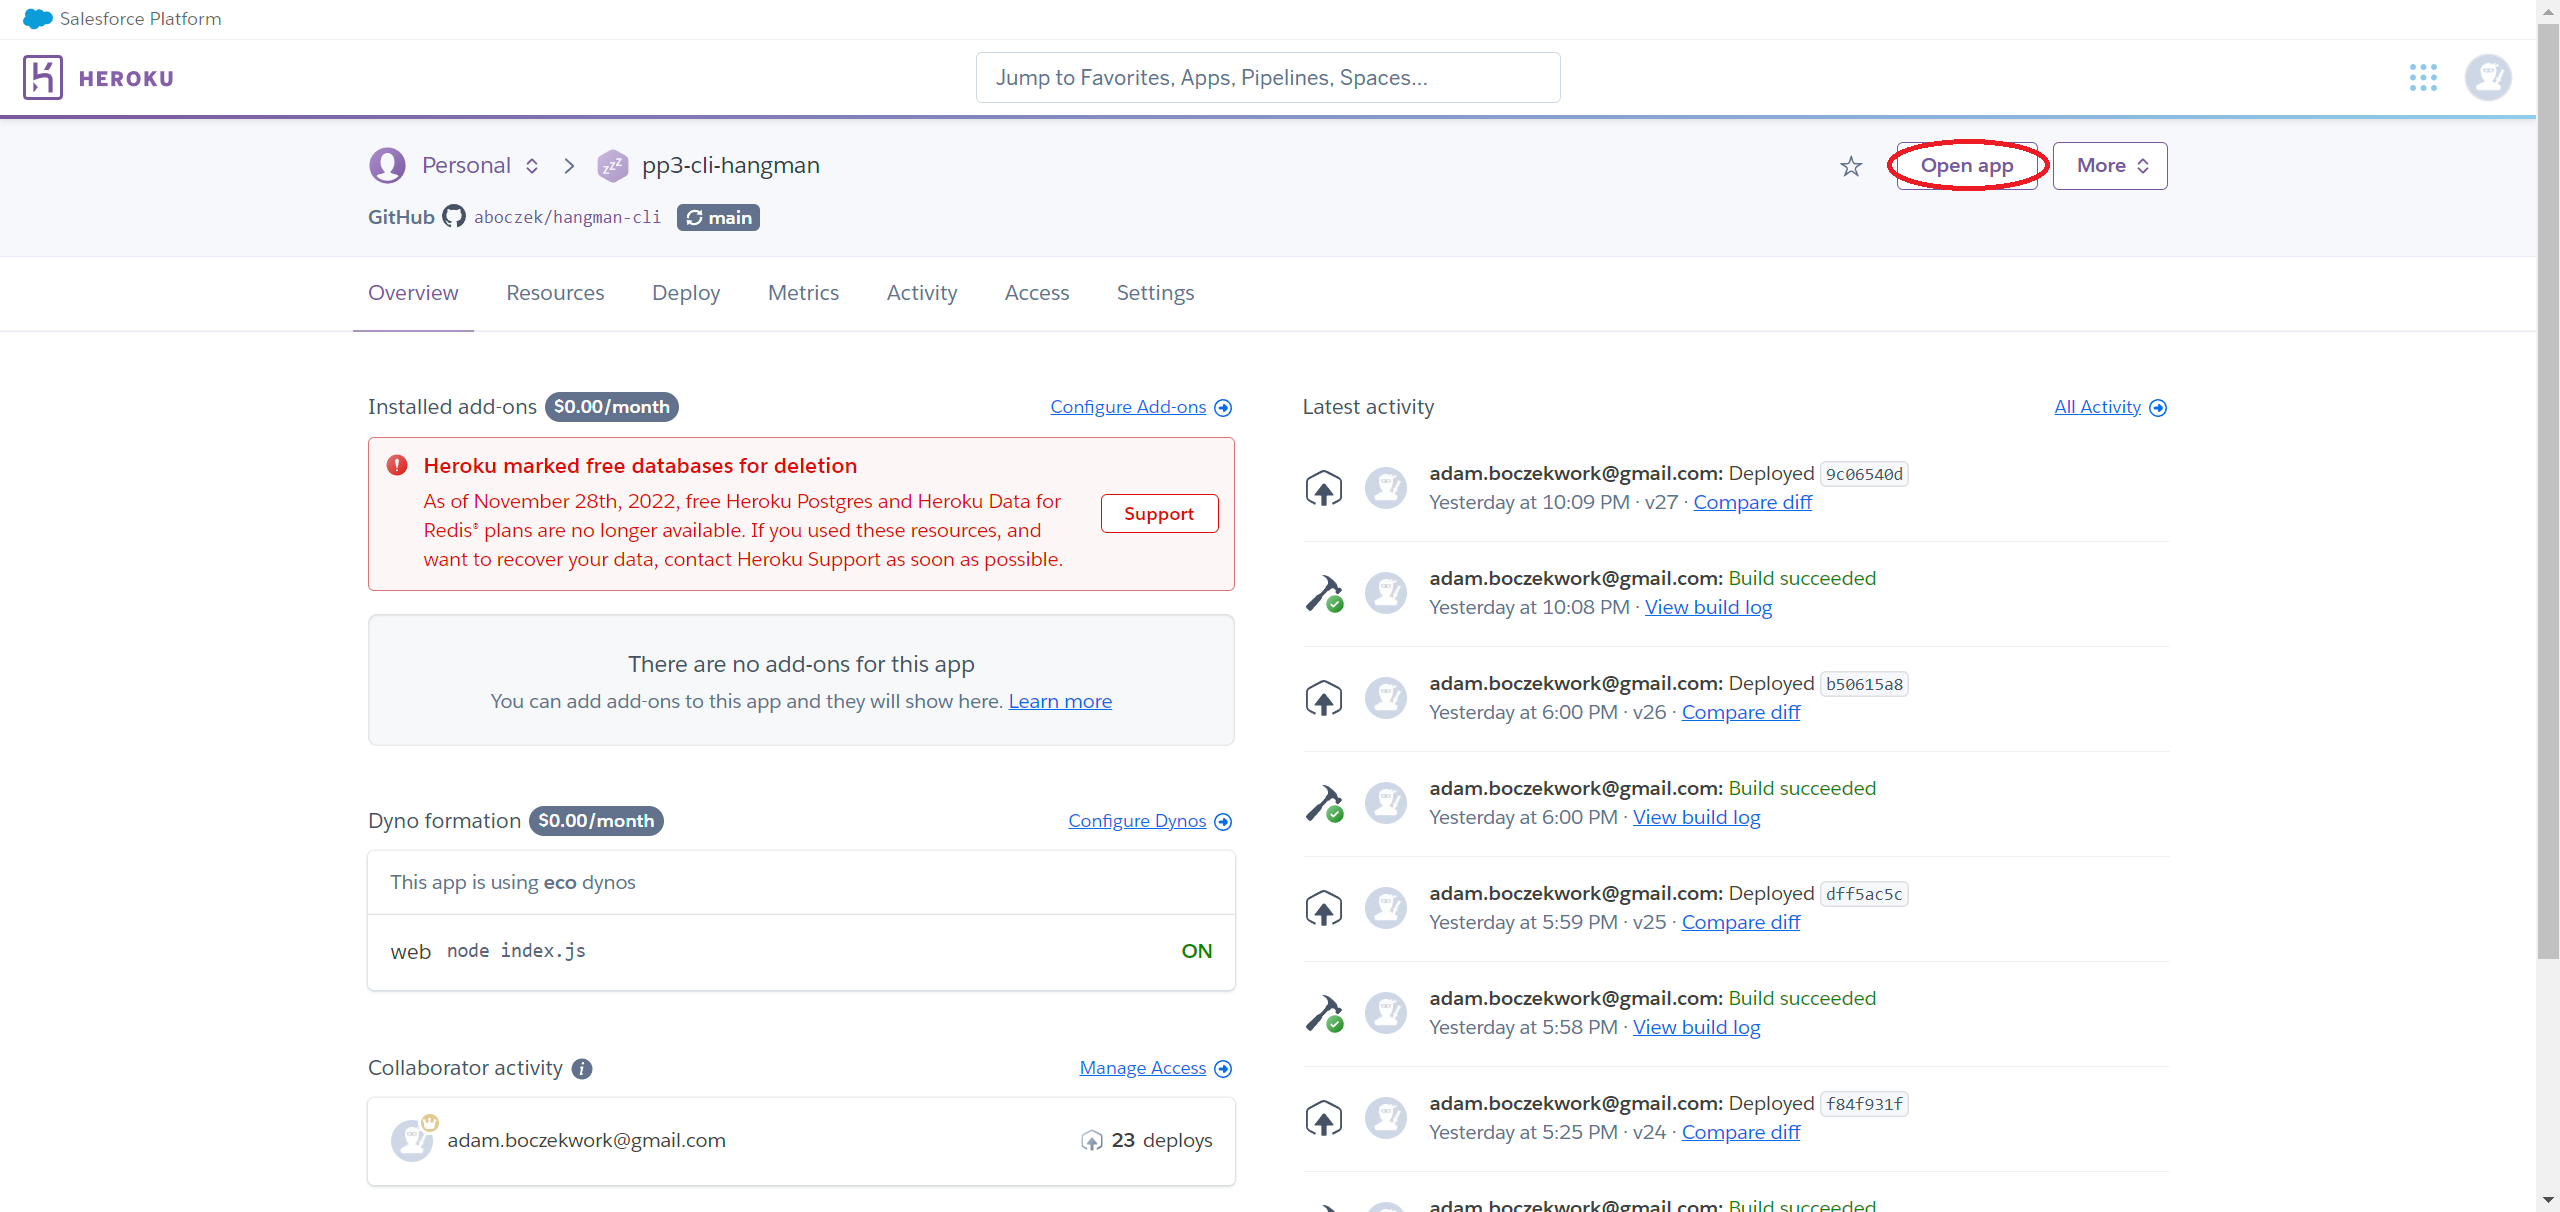 Salesforce Platform
HEROKU
Jump to Favorites, Apps, Pipelines, Spaces...
Personal
zzZ
pp3-cli-hangman
Open app
More
GitHub aboczek/hangman-cli main
Overview Resources Deploy Metrics Activity Access Settings
Installed add-ons $0.00/month
Configure Add-ons
Heroku marked free databases for deletion
As of November 28th, 2022, free Heroku Postgres and Heroku Data for
Redis® plans are no longer available. If you used these resources, and
want to recover your data, contact Heroku Support as soon as possible.
Support
There are no add-ons for this app
You can add add-ons to this app and they will show here. Learn more
Dyno formation $0.00/month
Configure Dynos
This app is using eco dynos
web node index.js ON
Collaborator activity
Manage Access
adam.boczekwork@gmail.com
23 deploys
Latest activity
All Activity
adam.boczekwork@gmail.com: Deployed 9c06540d
Yesterday at 10:09 PM · v27 · Compare diff
adam.boczekwork@gmail.com: Build succeeded
Yesterday at 10:08 PM · View build log
adam.boczekwork@gmail.com: Deployed b50615a8
Yesterday at 6:00 PM · v26 · Compare diff
adam.boczekwork@gmail.com: Build succeeded
Yesterday at 6:00 PM · View build log
adam.boczekwork@gmail.com: Deployed dff5ac5c
Yesterday at 5:59 PM · v25 · Compare diff
adam.boczekwork@gmail.com: Build succeeded
Yesterday at 5:58 PM · View build log
adam.boczekwork@gmail.com: Deployed f84f931f
Yesterday at 5:25 PM · v24 · Compare diff
adam.boczekwork@gmail.com: Build succeeded